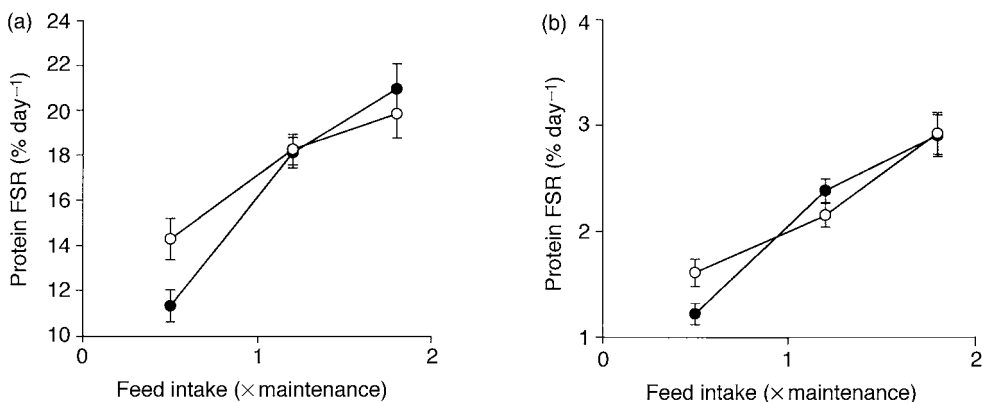 (a)
24
22
20
18
16
14
12
10
Protein FSR (% day⁻¹)
0 1 2
Feed intake (× maintenance)
(b)
4
3
2
1
Protein FSR (% day⁻¹)
0 1 2
Feed intake (× maintenance)